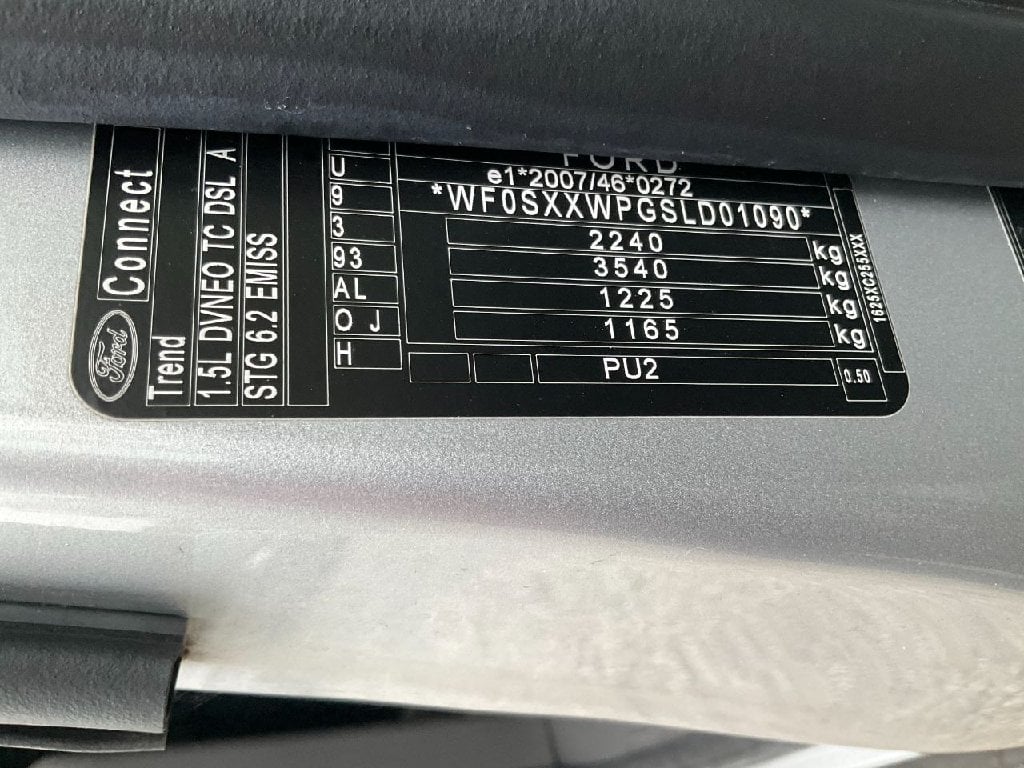 Ford
Connect
Trend
1.5L DVNEO TC DSL A
STG 6.2 EMISS
U
9
3
93
AL
O J
H
FORD
e1*2007/46*0272
*WF0SXXWPGSLD01090*
2240 kg
3540 kg
1225 kg
1165 kg
PU2
0.50
1625XC255XXX